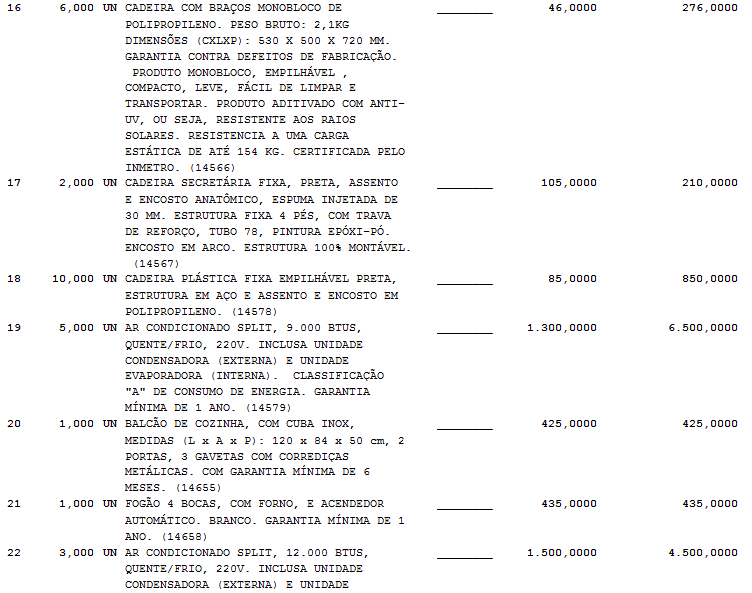 16 6,000 UN CADEIRA COM BRAÇOS MONOBLOCO DE ________ 46,0000 276,0000
POLIPROPILENO. PESO BRUTO: 2,1KG
DIMENSÕES (CXLXP): 530 X 500 X 720 MM.
GARANTIA CONTRA DEFEITOS DE FABRICAÇÃO.
PRODUTO MONOBLOCO, EMPILHÁVEL ,
COMPACTO, LEVE, FÁCIL DE LIMPAR E
TRANSPORTAR. PRODUTO ADITIVADO COM ANTI-
UV, OU SEJA, RESISTENTE AOS RAIOS
SOLARES. RESISTENCIA A UMA CARGA
ESTÁTICA DE ATÉ 154 KG. CERTIFICADA PELO
INMETRO. (14566)
17 2,000 UN CADEIRA SECRETÁRIA FIXA, PRETA, ASSENTO ________ 105,0000 210,0000
E ENCOSTO ANATÔMICO, ESPUMA INJETADA DE
30 MM. ESTRUTURA FIXA 4 PÉS, COM TRAVA
DE REFORÇO, TUBO 78, PINTURA EPÓXI-PÓ.
ENCOSTO EM ARCO. ESTRUTURA 100% MONTÁVEL.
(14567)
18 10,000 UN CADEIRA PLÁSTICA FIXA EMPILHÁVEL PRETA, ________ 85,0000 850,0000
ESTRUTURA EM AÇO E ASSENTO E ENCOSTO EM
POLIPROPILENO. (14578)
19 5,000 UN AR CONDICIONADO SPLIT, 9.000 BTUS, ________ 1.300,0000 6.500,0000
QUENTE/FRIO, 220V. INCLUSA UNIDADE
CONDENSADORA (EXTERNA) E UNIDADE
EVAPORADORA (INTERNA). CLASSIFICAÇÃO
"A" DE CONSUMO DE ENERGIA. GARANTIA
MÍNIMA DE 1 ANO. (14579)
20 1,000 UN BALCÃO DE COZINHA, COM CUBA INOX, ________ 425,0000 425,0000
MEDIDAS (L x A x P): 120 x 84 x 50 cm, 2
PORTAS, 3 GAVETAS COM CORREDIÇAS
METÁLICAS. COM GARANTIA MÍNIMA DE 6
MESES. (14655)
21 1,000 UN FOGÃO 4 BOCAS, COM FORNO, E ACENDEDOR ________ 435,0000 435,0000
AUTOMÁTICO. BRANCO. GARANTIA MÍNIMA DE 1
ANO. (14658)
22 3,000 UN AR CONDICIONADO SPLIT, 12.000 BTUS, ________ 1.500,0000 4.500,0000
QUENTE/FRIO, 220V. INCLUSA UNIDADE
CONDENSADORA (EXTERNA) E UNIDADE